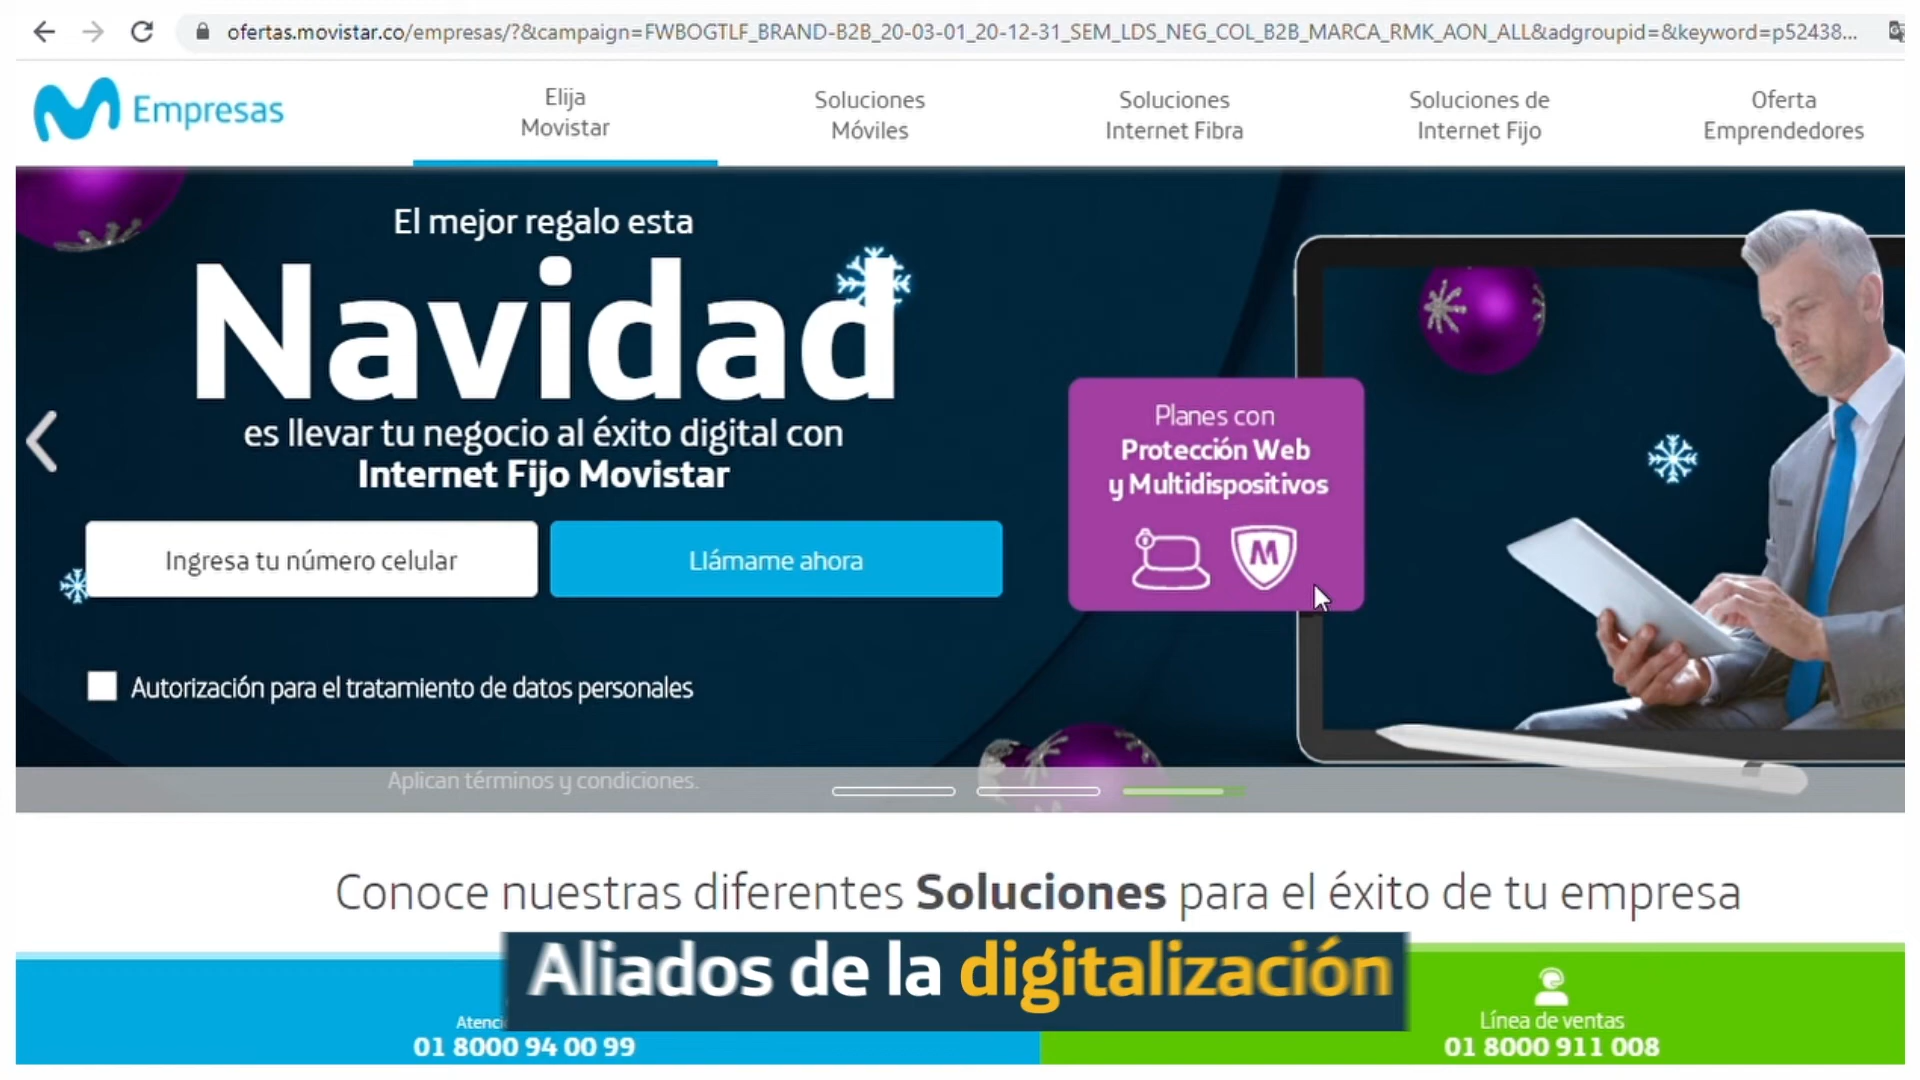 ofertas.movistar.co/empresas/?&campaign=FWBOGTLF_BRAND-B2B_20-03-01_20-12-31_SEM_LDS_NEG_COL_B2B_MARCA_RMK_AON_ALL&adgroupid=&keyword=p52438...
Empresas
Elija
Movistar
Soluciones
Móviles
Soluciones
Internet Fibra
Soluciones de
Internet Fijo
Oferta
Emprendedores
El mejor regalo esta
Navidad
es llevar tu negocio al éxito digital con
Internet Fijo Movistar
Ingresa tu número celular
Llámame ahora
Autorización para el tratamiento de datos personales
Aplican términos y condiciones.
Planes con
Protección Web
y Multidispositivos
M
Conoce nuestras diferentes Soluciones para el éxito de tu empresa
Aliados de la digitalización
Atenci
01 8000 94 00 99
Línea de ventas
01 8000 911 008